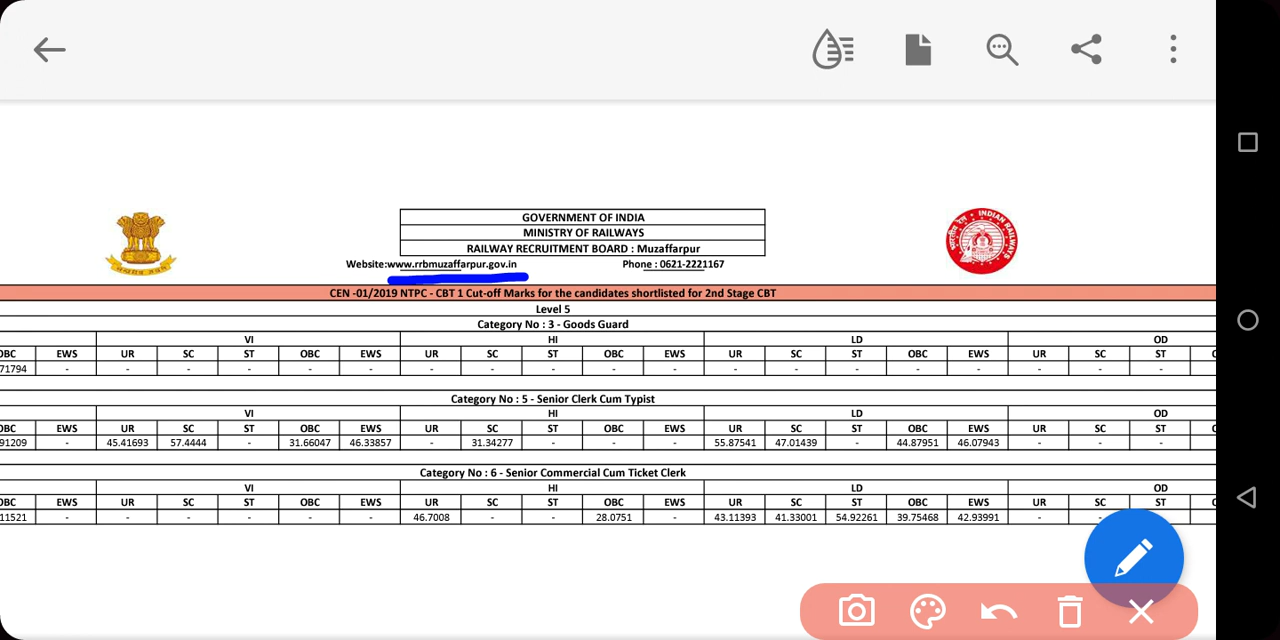 GOVERNMENT OF INDIA
MINISTRY OF RAILWAYS
RAILWAY RECRUITMENT BOARD : Muzaffarpur
Website:www.rrbmuzaffarpur.gov.in Phone : 0621-2221167
INDIAN RAILWAYS
CEN -01/2019 NTPC - CBT 1 Cut-off Marks for the candidates shortlisted for 2nd Stage CBT
Level 5
Category No : 3 - Goods Guard
VI HI LD OD
OBC EWS UR SC ST OBC EWS UR SC ST OBC EWS UR SC ST OBC EWS UR SC ST
71794 - - - - - - - - - - - - - - - - - - -
Category No : 5 - Senior Clerk Cum Typist
VI HI LD OD
OBC EWS UR SC ST OBC EWS UR SC ST OBC EWS UR SC ST OBC EWS UR SC ST
91209 - 45.41693 57.4444 - 31.66047 46.33857 - 31.34277 - - - 55.87541 47.01439 - 44.87951 46.07943 - - -
Category No : 6 - Senior Commercial Cum Ticket Clerk
VI HI LD OD
OBC EWS UR SC ST OBC EWS UR SC ST OBC EWS UR SC ST OBC EWS UR SC ST
11521 - - - - - - 46.7008 - - 28.0751 - 43.11393 41.33001 54.92261 39.75468 42.93991 - -